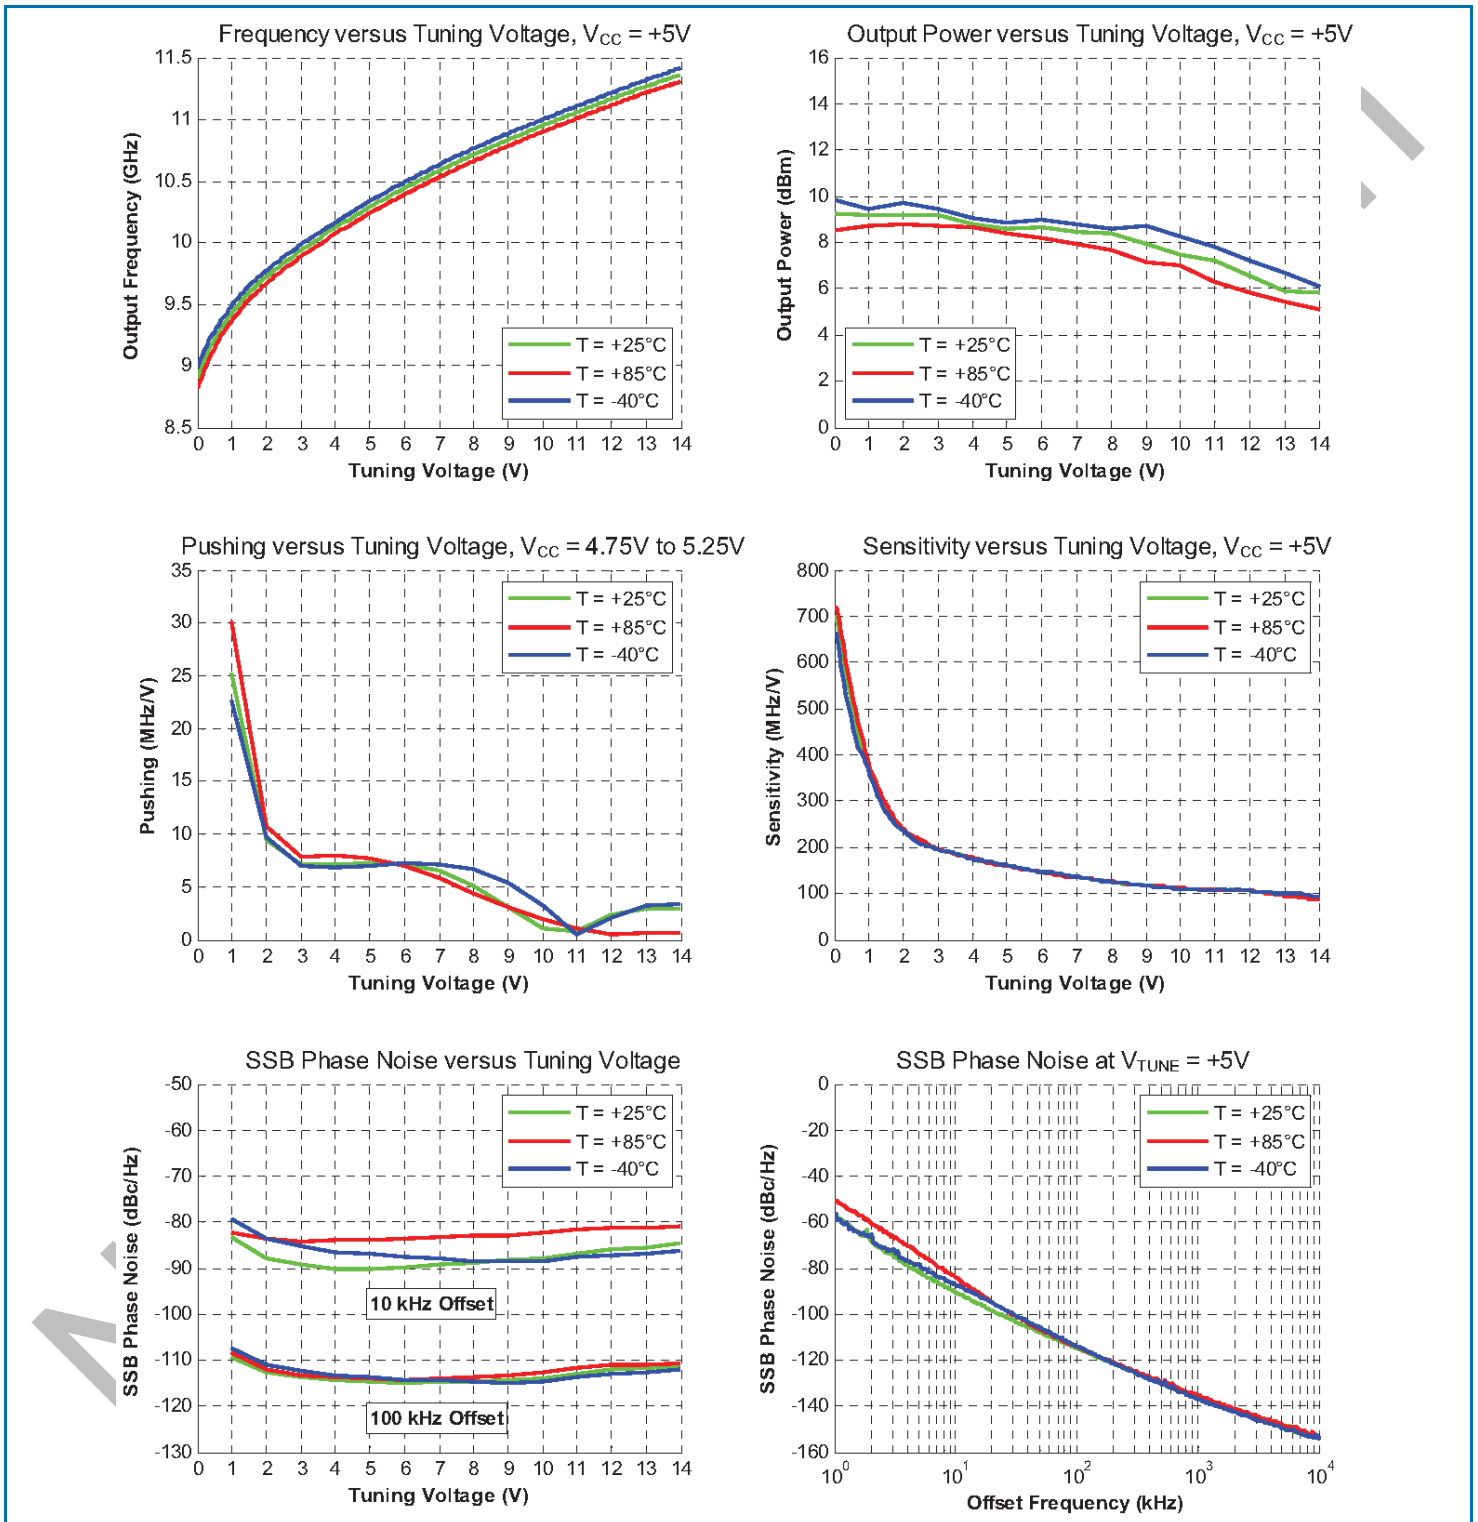 Frequency versus Tuning Voltage, VCC = +5V
11.5
11
10.5
10
9.5
9
8.5
0 1 2 3 4 5 6 7 8 9 10 11 12 13 14
Output Frequency (GHz)
Tuning Voltage (V)
T = +25°C
T = +85°C
T = -40°C
Output Power versus Tuning Voltage, VCC = +5V
16
14
12
10
8
6
4
2
0
0 1 2 3 4 5 6 7 8 9 10 11 12 13 14
Output Power (dBm)
Tuning Voltage (V)
T = +25°C
T = +85°C
T = -40°C
Pushing versus Tuning Voltage, VCC = 4.75V to 5.25V
35
30
25
20
15
10
5
0
0 1 2 3 4 5 6 7 8 9 10 11 12 13 14
Pushing (MHz/V)
Tuning Voltage (V)
T = +25°C
T = +85°C
T = -40°C
Sensitivity versus Tuning Voltage, VCC = +5V
800
700
600
500
400
300
200
100
0
0 1 2 3 4 5 6 7 8 9 10 11 12 13 14
Sensitivity (MHz/V)
Tuning Voltage (V)
T = +25°C
T = +85°C
T = -40°C
SSB Phase Noise versus Tuning Voltage
-50
-60
-70
-80
-90
-100
-110
-120
-130
0 1 2 3 4 5 6 7 8 9 10 11 12 13 14
SSB Phase Noise (dBc/Hz)
Tuning Voltage (V)
T = +25°C
T = +85°C
T = -40°C
10 kHz Offset
100 kHz Offset
SSB Phase Noise at VTUNE = +5V
0
-20
-40
-60
-80
-100
-120
-140
-160
10⁰ 10¹ 10² 10³ 10⁴
SSB Phase Noise (dBc/Hz)
Offset Frequency (kHz)
T = +25°C
T = +85°C
T = -40°C